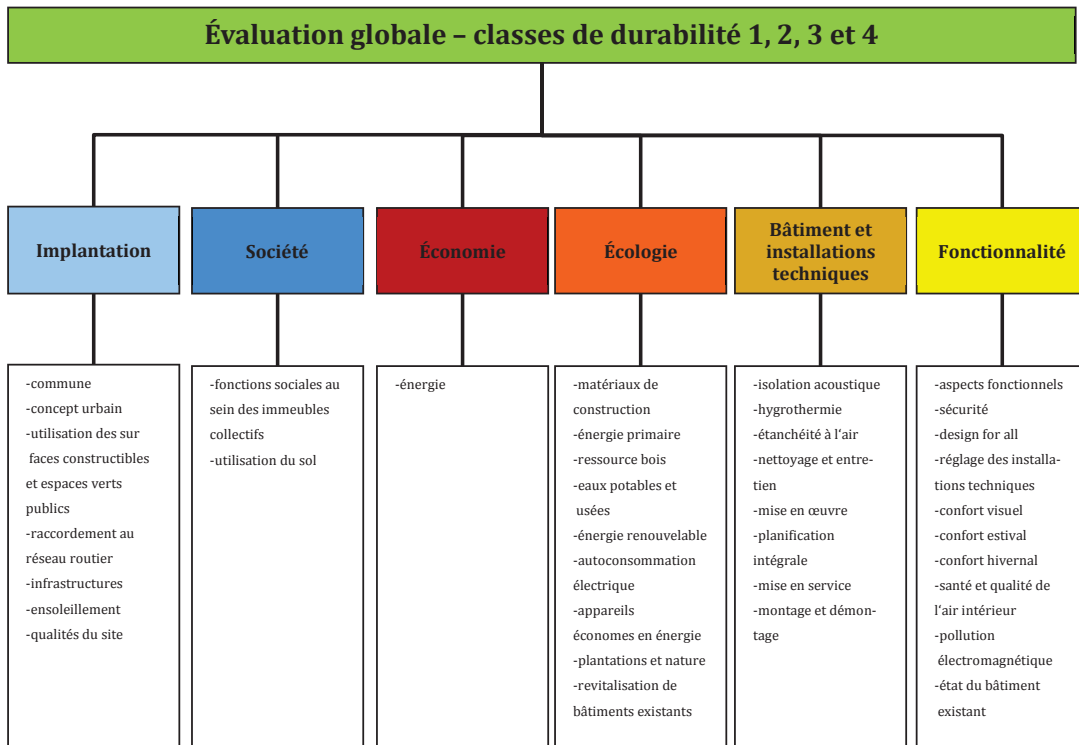 Évaluation globale – classes de durabilité 1, 2, 3 et 4
Implantation
Société
Économie
Écologie
Bâtiment et
installations
techniques
Fonctionnalité
-commune
-concept urbain
-utilisation des sur
faces constructibles
et espaces verts
publics
-raccordement au
réseau routier
-infrastructures
-ensoleillement
-qualités du site
-fonctions sociales au
sein des immeubles
collectifs
-utilisation du sol
-énergie
-matériaux de
construction
-énergie primaire
-ressource bois
-eaux potables et
usées
-énergie renouvelable
-autoconsommation
électrique
-appareils
économes en énergie
-plantations et nature
-revitalisation de
bâtiments existants
-isolation acoustique
-hygrothermie
-étanchéité à l‘air
-nettoyage et entre-
tien
-mise en œuvre
-planification
intégrale
-mise en service
-montage et démon-
tage
-aspects fonctionnels
-sécurité
-design for all
-réglage des installa-
tions techniques
-confort visuel
-confort estival
-confort hivernal
-santé et qualité de
l‘air intérieur
-pollution
électromagnétique
-état du bâtiment
existant